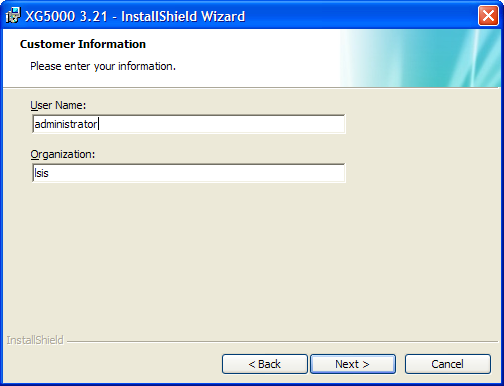 XG5000 3.21 - InstallShield Wizard
Customer Information
Please enter your information.
User Name:
administrator
Organization:
lsis
InstallShield
< Back Next > Cancel